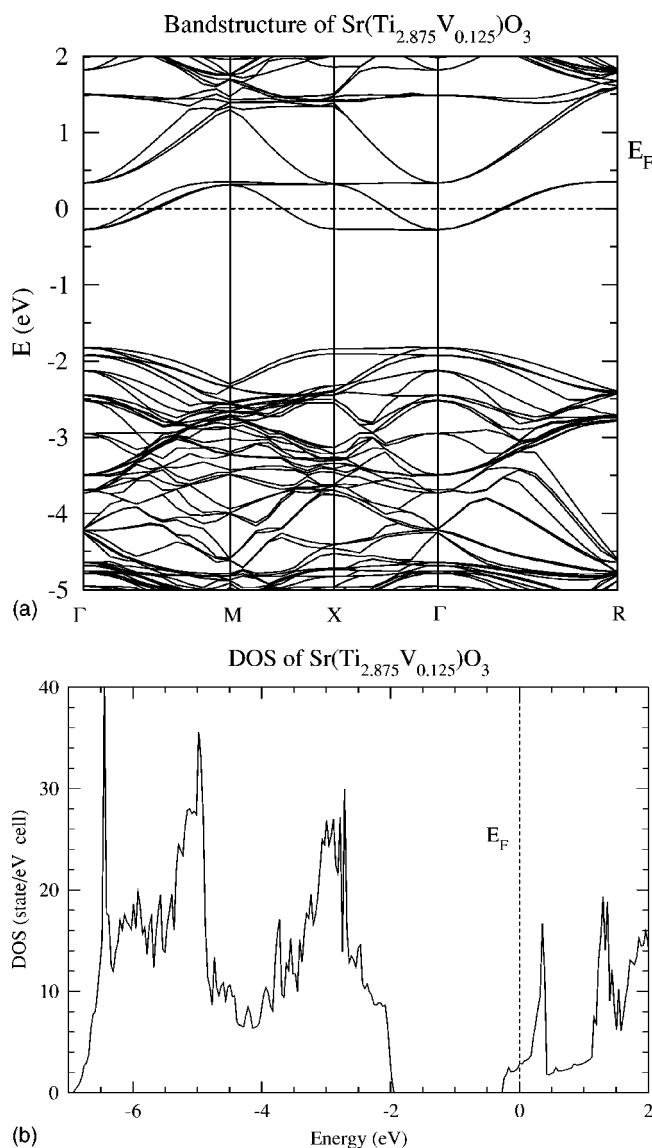 Bandstructure of Sr(Ti2.875V0.125)O3
2
1
0
-1
-2
-3
-4
-5
E (eV)
EF
Γ M X Γ R
(a)
DOS of Sr(Ti2.875V0.125)O3
40
30
20
10
0
DOS (state/eV cell)
EF
-6 -4 -2 0 2
Energy (eV)
(b)